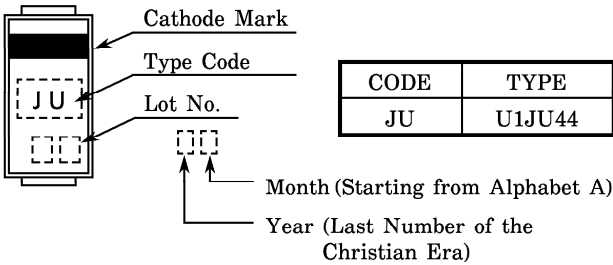 Cathode Mark
Type Code
J U
Lot No.
CODE TYPE
JU U1JU44
Month (Starting from Alphabet A)
Year (Last Number of the
Christian Era)